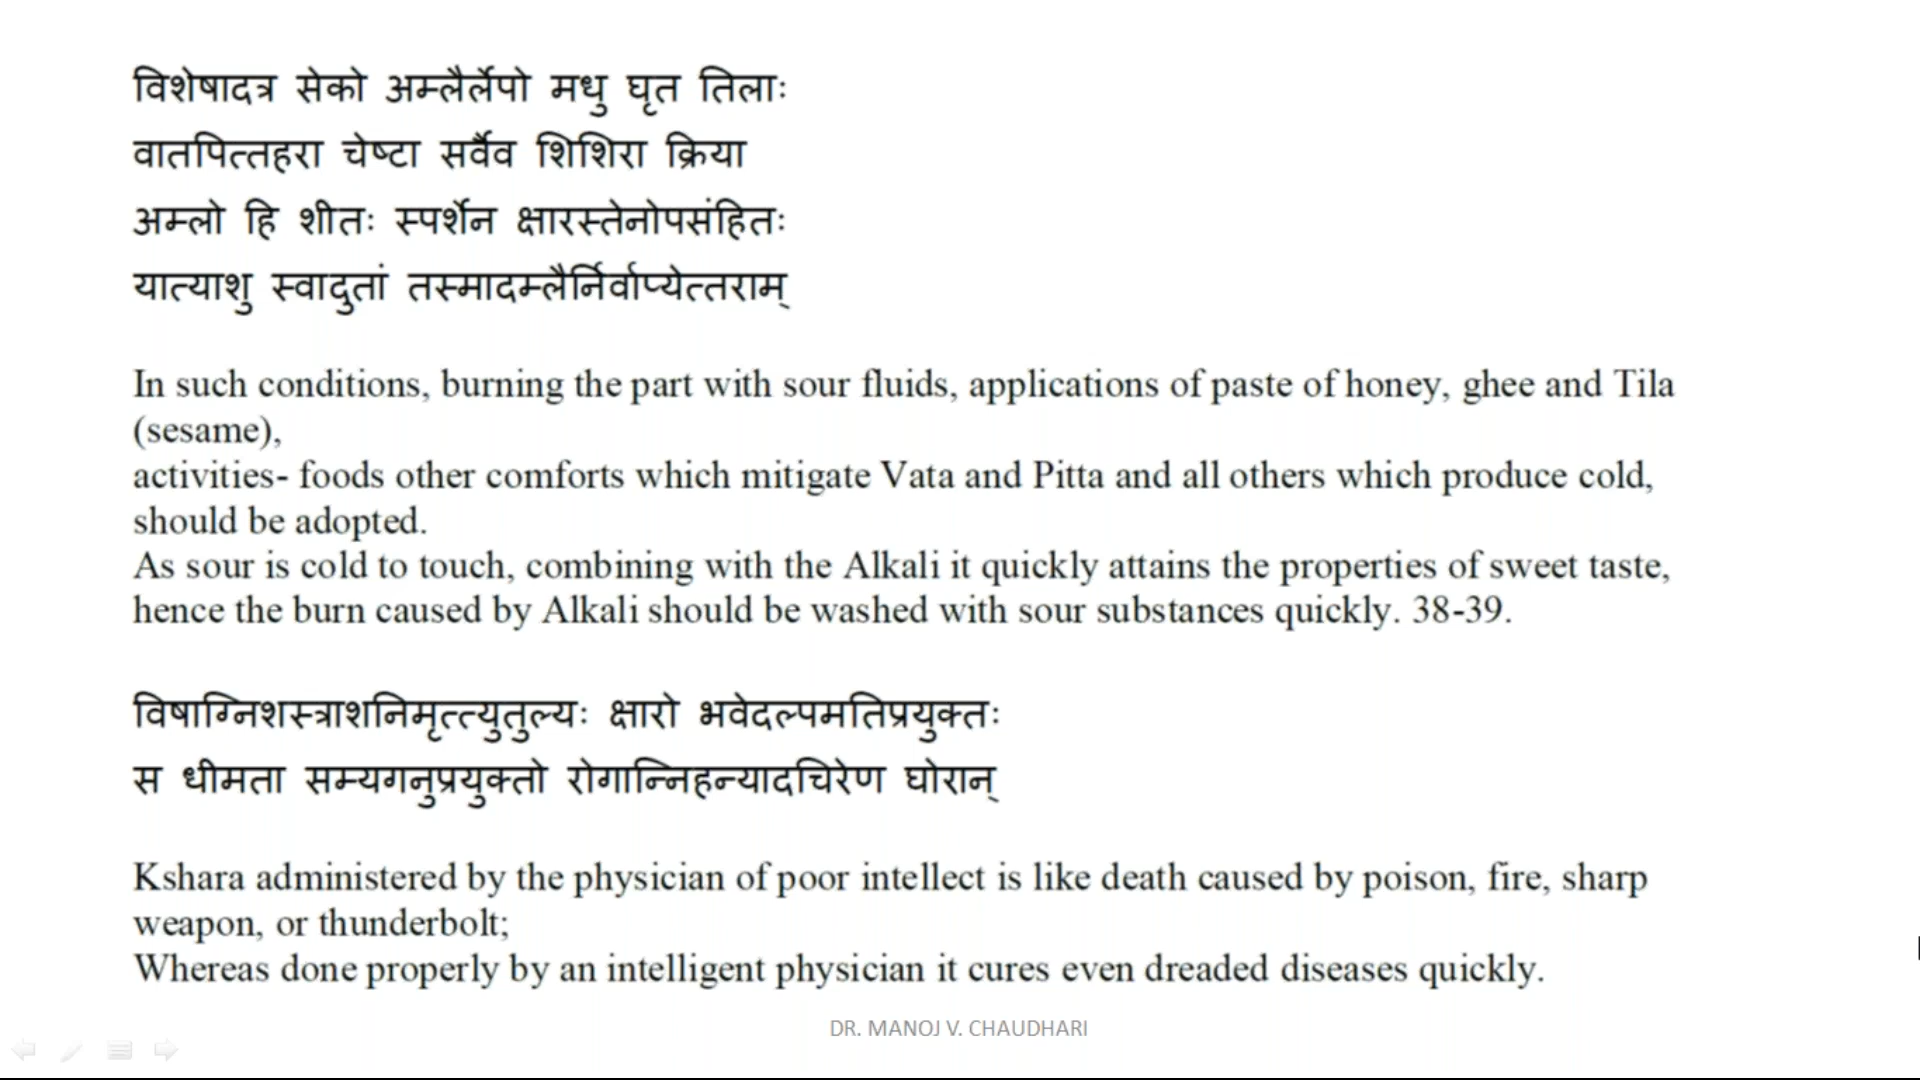 विशेषादत्र सेको अम्लैर्लेपो मधु घृत तिलाः
वातपित्तहरा चेष्टा सर्वैव शिशिरा क्रिया
अम्लो हि शीतः स्पर्शेन क्षारस्तेनोपसंहितः
यात्याशु स्वादुतां तस्मादम्लैर्निर्वाप्येत्तराम्
In such conditions, burning the part with sour fluids, applications of paste of honey, ghee and Tila
(sesame),
activities- foods other comforts which mitigate Vata and Pitta and all others which produce cold,
should be adopted.
As sour is cold to touch, combining with the Alkali it quickly attains the properties of sweet taste,
hence the burn caused by Alkali should be washed with sour substances quickly. 38-39.
विषाग्निशस्त्राशनिमृत्त्युतुल्यः क्षारो भवेदल्पमतिप्रयुक्तः
स धीमता सम्यगनुप्रयुक्तो रोगान्निहन्यादचिरेण घोरान्
Kshara administered by the physician of poor intellect is like death caused by poison, fire, sharp
weapon, or thunderbolt;
Whereas done properly by an intelligent physician it cures even dreaded diseases quickly.
DR. MANOJ V. CHAUDHARI